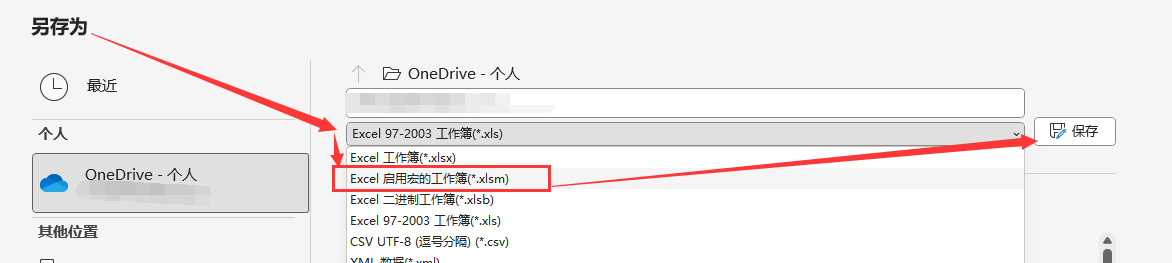 另存为
最近
个人
OneDrive - 个人
其他位置
OneDrive - 个人
Excel 97-2003 工作簿(*.xls)
保存
Excel 工作簿(*.xlsx)
Excel 启用宏的工作簿(*.xlsm)
Excel 二进制工作簿(*.xlsb)
Excel 97-2003 工作簿(*.xls)
CSV UTF-8 (逗号分隔) (*.csv)
XML 数据(*.xml)